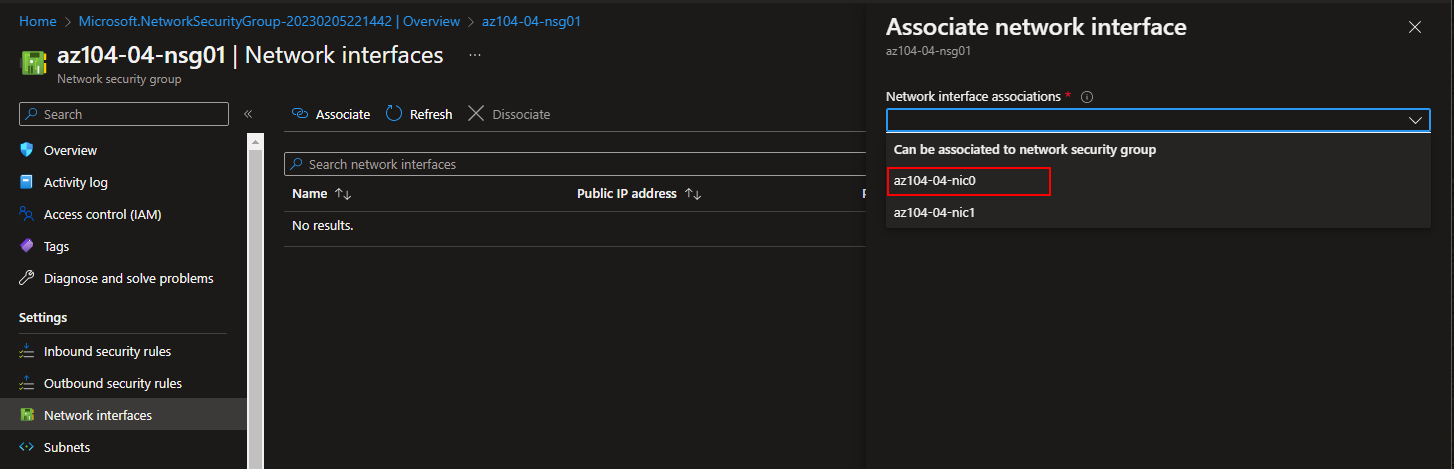 Home > Microsoft.NetworkSecurityGroup-20230205221442 | Overview > az104-04-nsg01
az104-04-nsg01 | Network interfaces ...
Network security group
Search
«
Overview
Activity log
Access control (IAM)
Tags
Diagnose and solve problems
Settings
Inbound security rules
Outbound security rules
Network interfaces
Subnets
Associate Refresh Dissociate
Search network interfaces
Name ↑↓ Public IP address ↑↓
No results.
Associate network interface
az104-04-nsg01
Network interface associations *
Can be associated to network security group
az104-04-nic0
az104-04-nic1